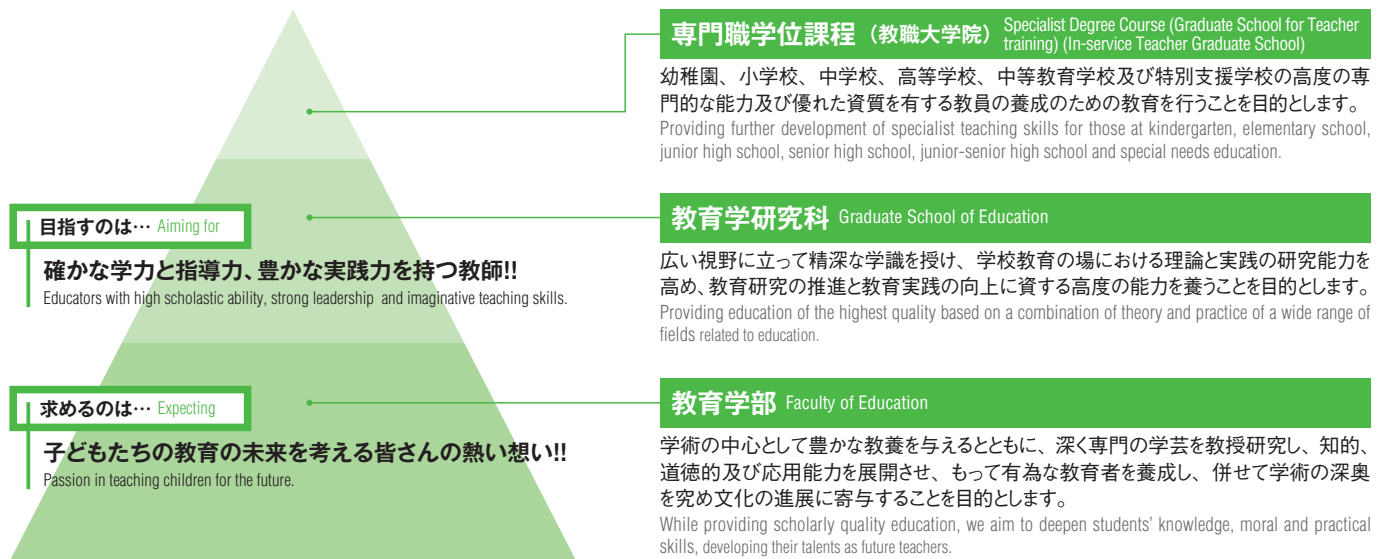 専門職学位課程（教職大学院） Specialist Degree Course (Graduate School for Teacher
training) (In-service Teacher Graduate School)
幼稚園、小学校、中学校、高等学校、中等教育学校及び特別支援学校の高度の専
門的な能力及び優れた資質を有する教員の養成のための教育を行うことを目的とします。
Providing further development of specialist teaching skills for those at kindergarten, elementary school,
junior high school, senior high school, junior-senior high school and special needs education.
目指すのは… Aiming for
確かな学力と指導力、豊かな実践力を持つ教師!!
Educators with high scholastic ability, strong leadership and imaginative teaching skills.
教育学研究科 Graduate School of Education
広い視野に立って精深な学識を授け、学校教育の場における理論と実践の研究能力を
高め、教育研究の推進と教育実践の向上に資する高度の能力を養うことを目的とします。
Providing education of the highest quality based on a combination of theory and practice of a wide range of
fields related to education.
求めるのは… Expecting
子どもたちの教育の未来を考える皆さんの熱い想い!!
Passion in teaching children for the future.
教育学部 Faculty of Education
学術の中心として豊かな教養を与えるとともに、深く専門の学芸を教授研究し、知的、
道徳的及び応用能力を展開させ、もって有為な教育者を養成し、併せて学術の深奥
を究め文化の進展に寄与することを目的とします。
While providing scholarly quality education, we aim to deepen students' knowledge, moral and practical
skills, developing their talents as future teachers.